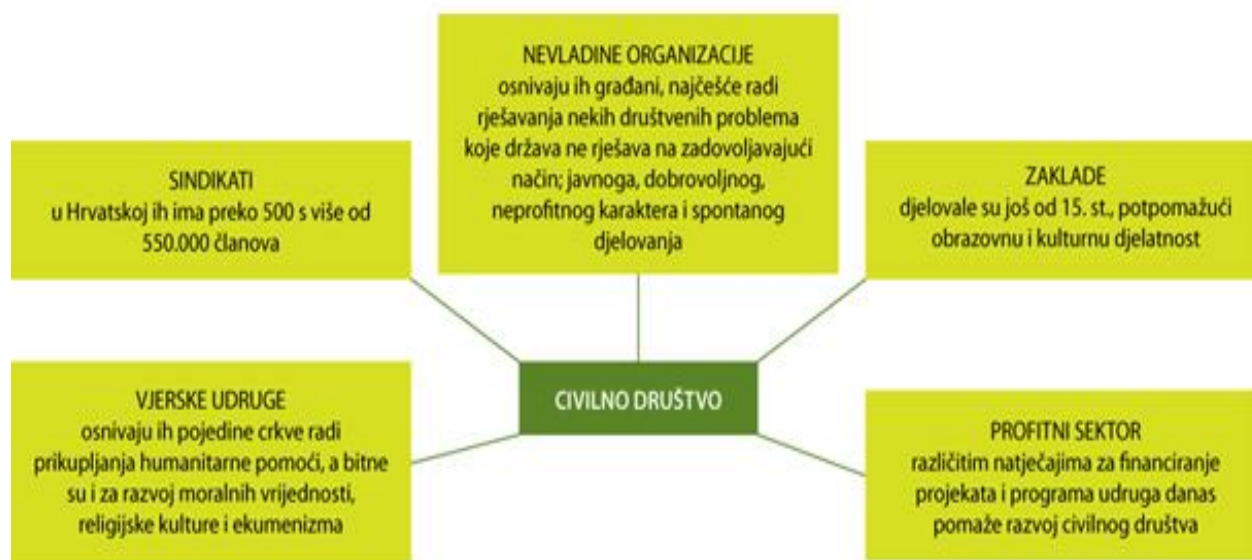 NEVLADINE ORGANIZACIJE
osnivaju ih građani, najčešće radi
rješavanja nekih društvenih problema
koje država ne rješava na zadovoljavajući
način; javnoga, dobrovoljnog,
neprofitnog karaktera i spontanog
djelovanja
SINDIKATI
u Hrvatskoj ih ima preko 500 s više od
550.000 članova
ZAKLADE
djelovale su još od 15. st., potpomažući
obrazovnu i kulturnu djelatnost
CIVILNO DRUŠTVO
VJERSKE UDRUGE
osnivaju ih pojedine crkve radi
prikupljanja humanitarne pomoći, a bitne
su i za razvoj moralnih vrijednosti,
religijske kulture i ekumenizma
PROFITNI SEKTOR
različitim natječajima za financiranje
projekata i programa udruga danas
pomaže razvoj civilnog društva